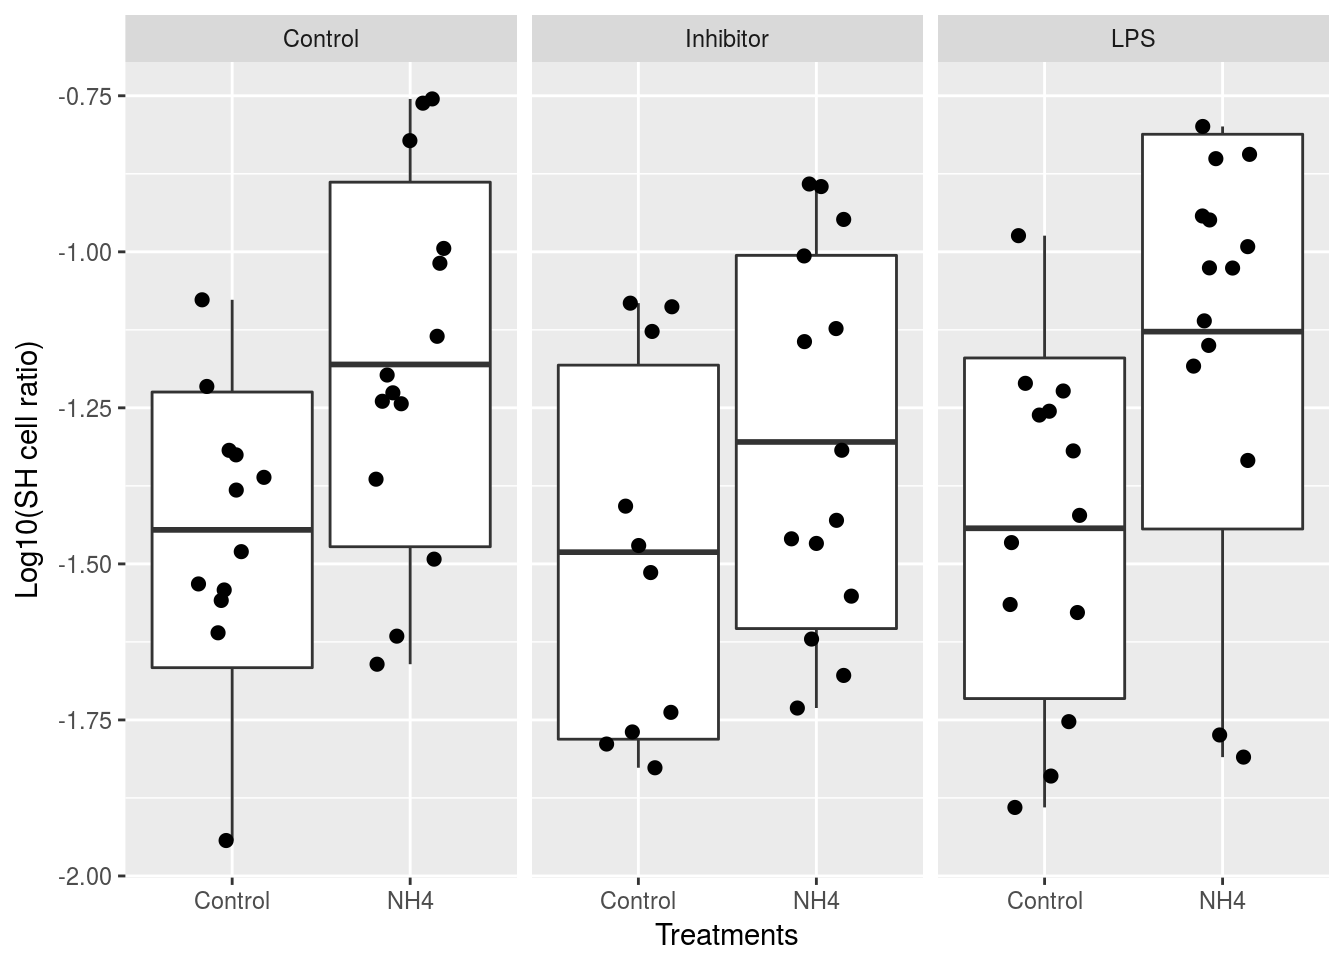 Control Inhibitor LPS
-0.75
-1.00
-1.25
-1.50
-1.75
-2.00
Log10(SH cell ratio)
Control NH4 Control NH4 Control NH4
Treatments